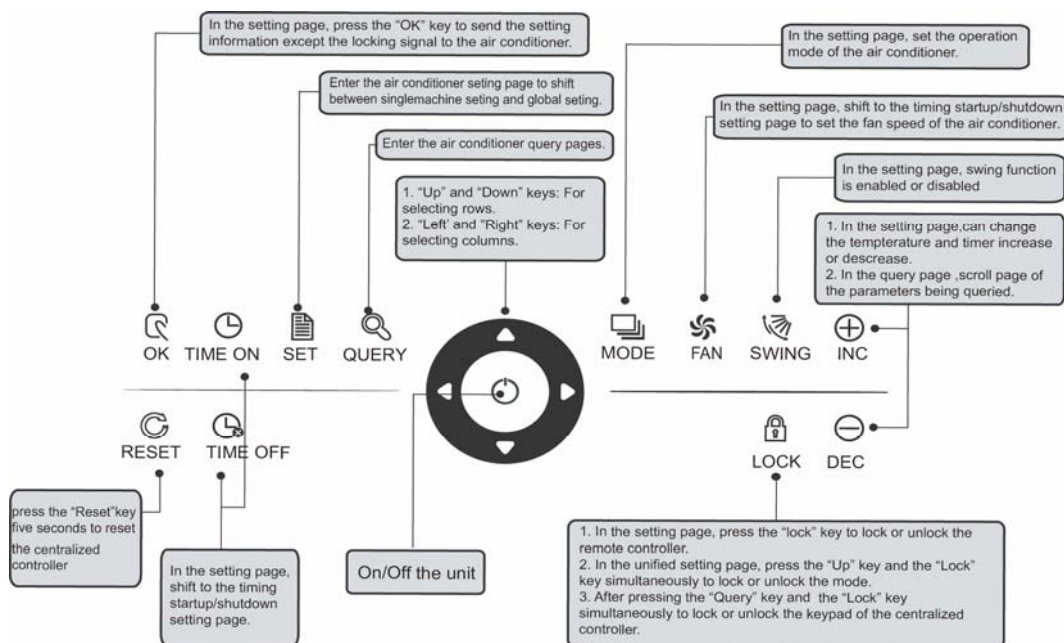 In the setting page, press the “OK” key to send the setting
information except the locking signal to the air conditioner.
In the setting page, set the operation
mode of the air conditioner.
Enter the air conditioner seting page to shift
between singlemachine seting and global seting.
In the setting page, shift to the timing startup/shutdown
setting page to set the fan speed of the air conditioner.
Enter the air conditioner query pages.
In the setting page, swing function
is enabled or disabled
1. “Up” and “Down” keys: For
selecting rows.
2. “Left’ and “Right” keys: For
selecting columns.
1. In the setting page,can change
the tempterature and timer increase
or descrease.
2. In the query page ,scroll page of
the parameters being queried.
OK TIME ON SET QUERY
MODE FAN SWING INC
RESET TIME OFF
LOCK DEC
press the “Reset”key
five seconds to reset
the centralized
controller
In the setting page,
shift to the timing
startup/shutdown
setting page.
On/Off the unit
1. In the setting page, press the “lock” key to lock or unlock the
remote controller.
2. In the unified setting page, press the “Up” key and the “Lock”
key simultaneously to lock or unlock the mode.
3. After pressing the “Query” key and the “Lock” key
simultaneously to lock or unlock the keypad of the centralized
controller.